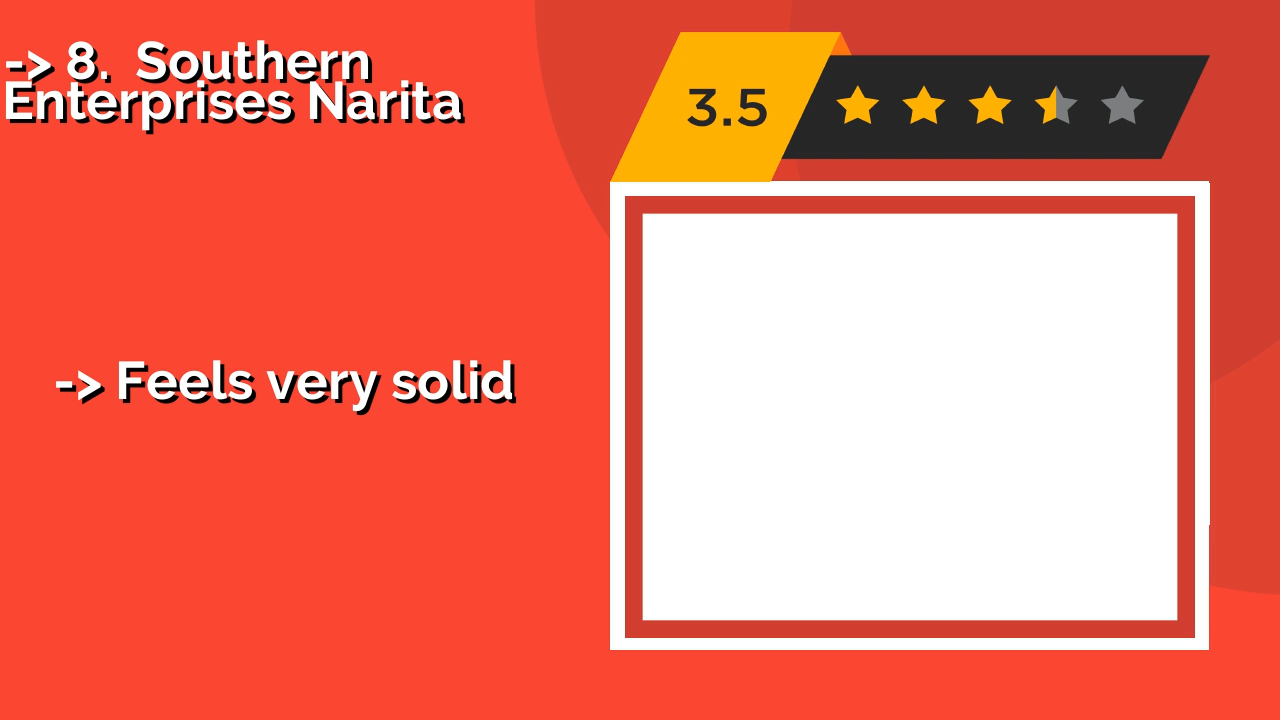 -> 8.  Southern
Enterprises Narita
3.5
-> Feels very solid